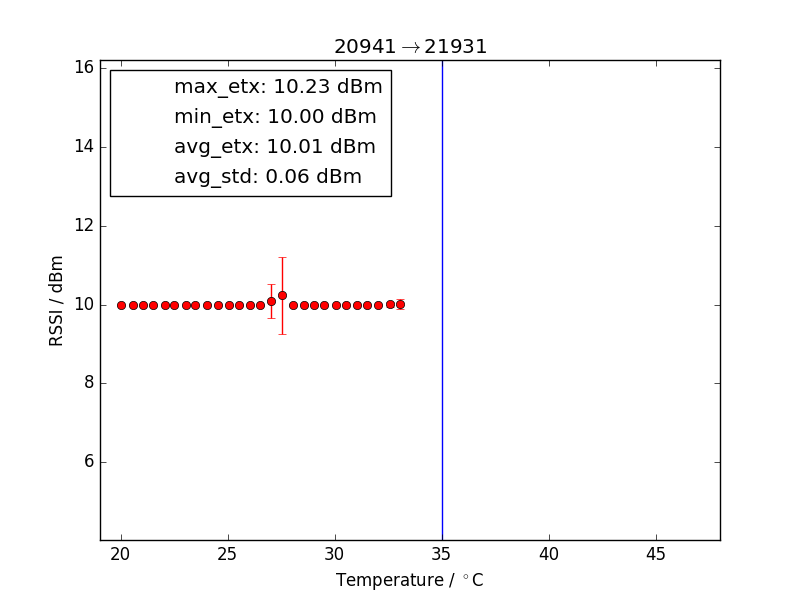 20941→21931
max_etx: 10.23 dBm
min_etx: 10.00 dBm
avg_etx: 10.01 dBm
avg_std: 0.06 dBm
16
14
12
10
8
6
RSSI / dBm
20 25 30 35 40 45
Temperature / °C